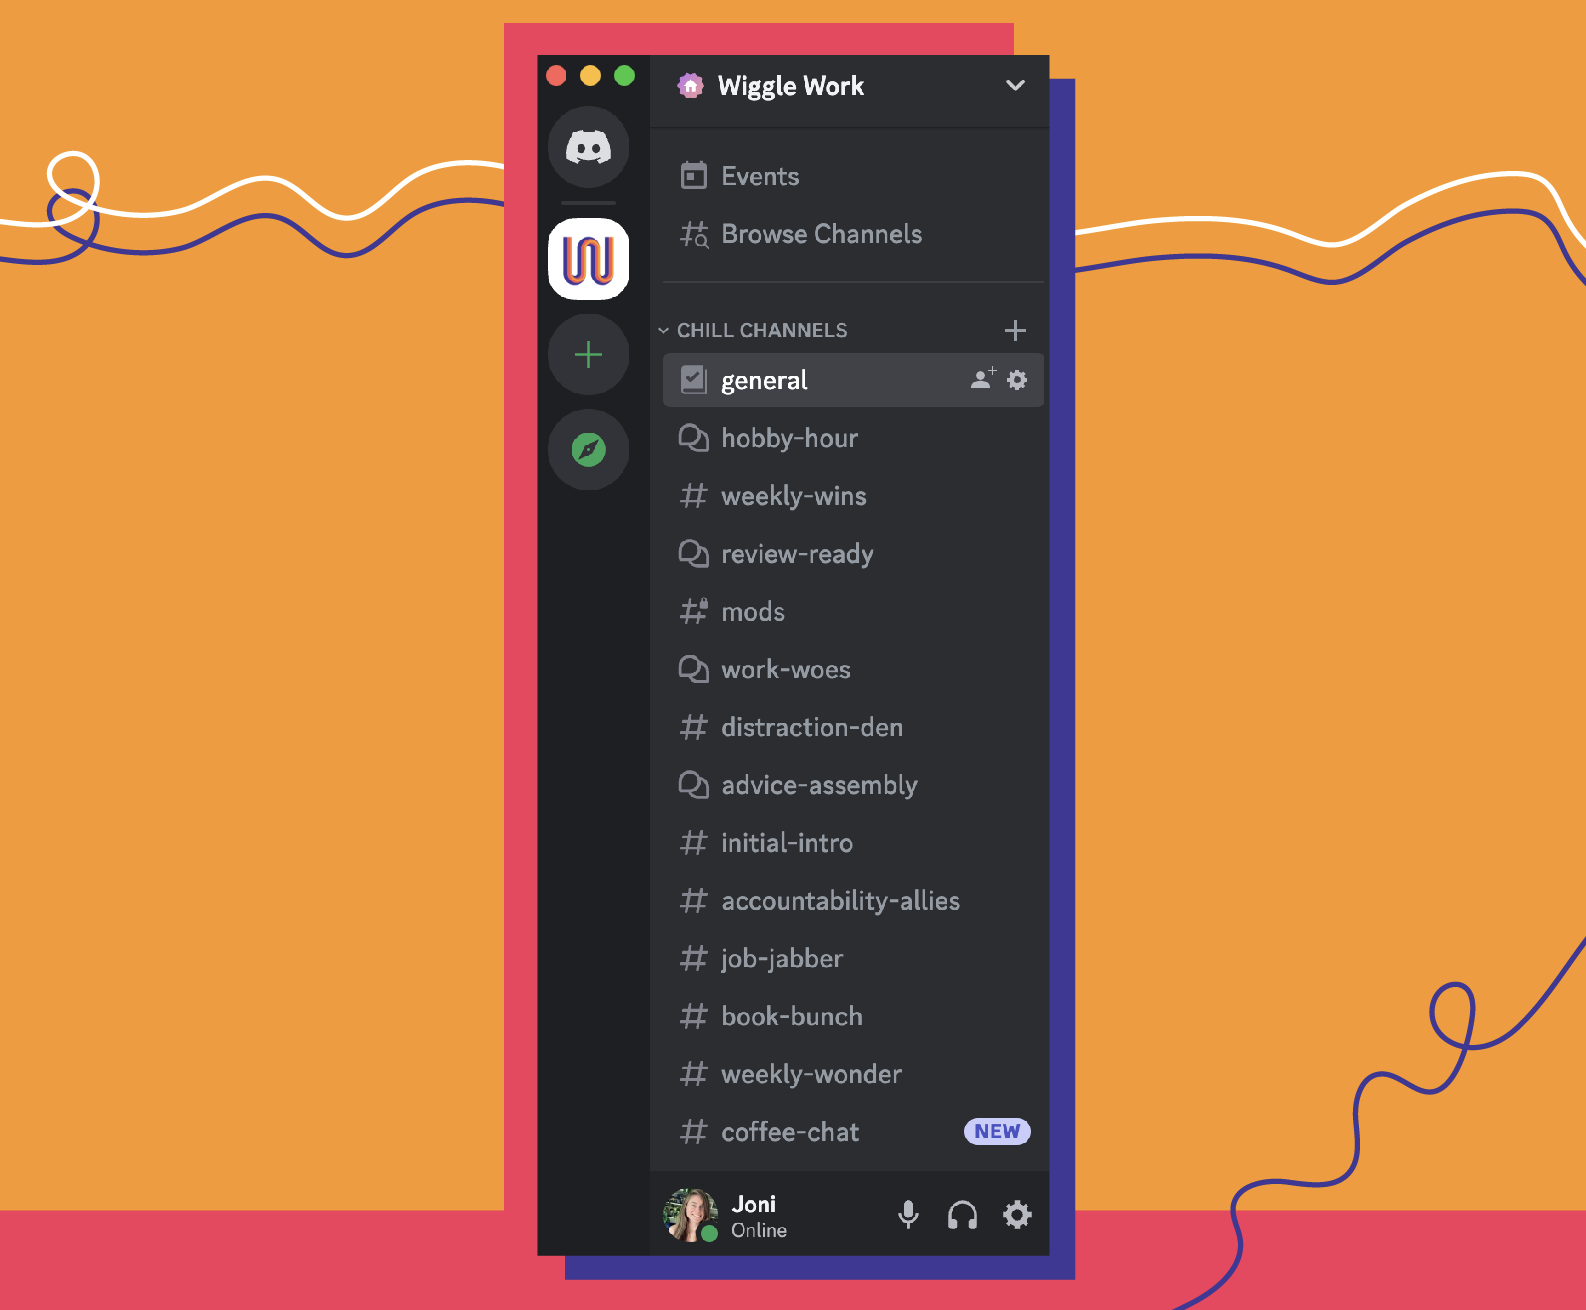 Wiggle Work
Events
Browse Channels
CHILL CHANNELS
general
hobby-hour
weekly-wins
review-ready
mods
work-woes
distraction-den
advice-assembly
initial-intro
accountability-allies
job-jabber
book-bunch
weekly-wonder
coffee-chat NEW
Joni
Online